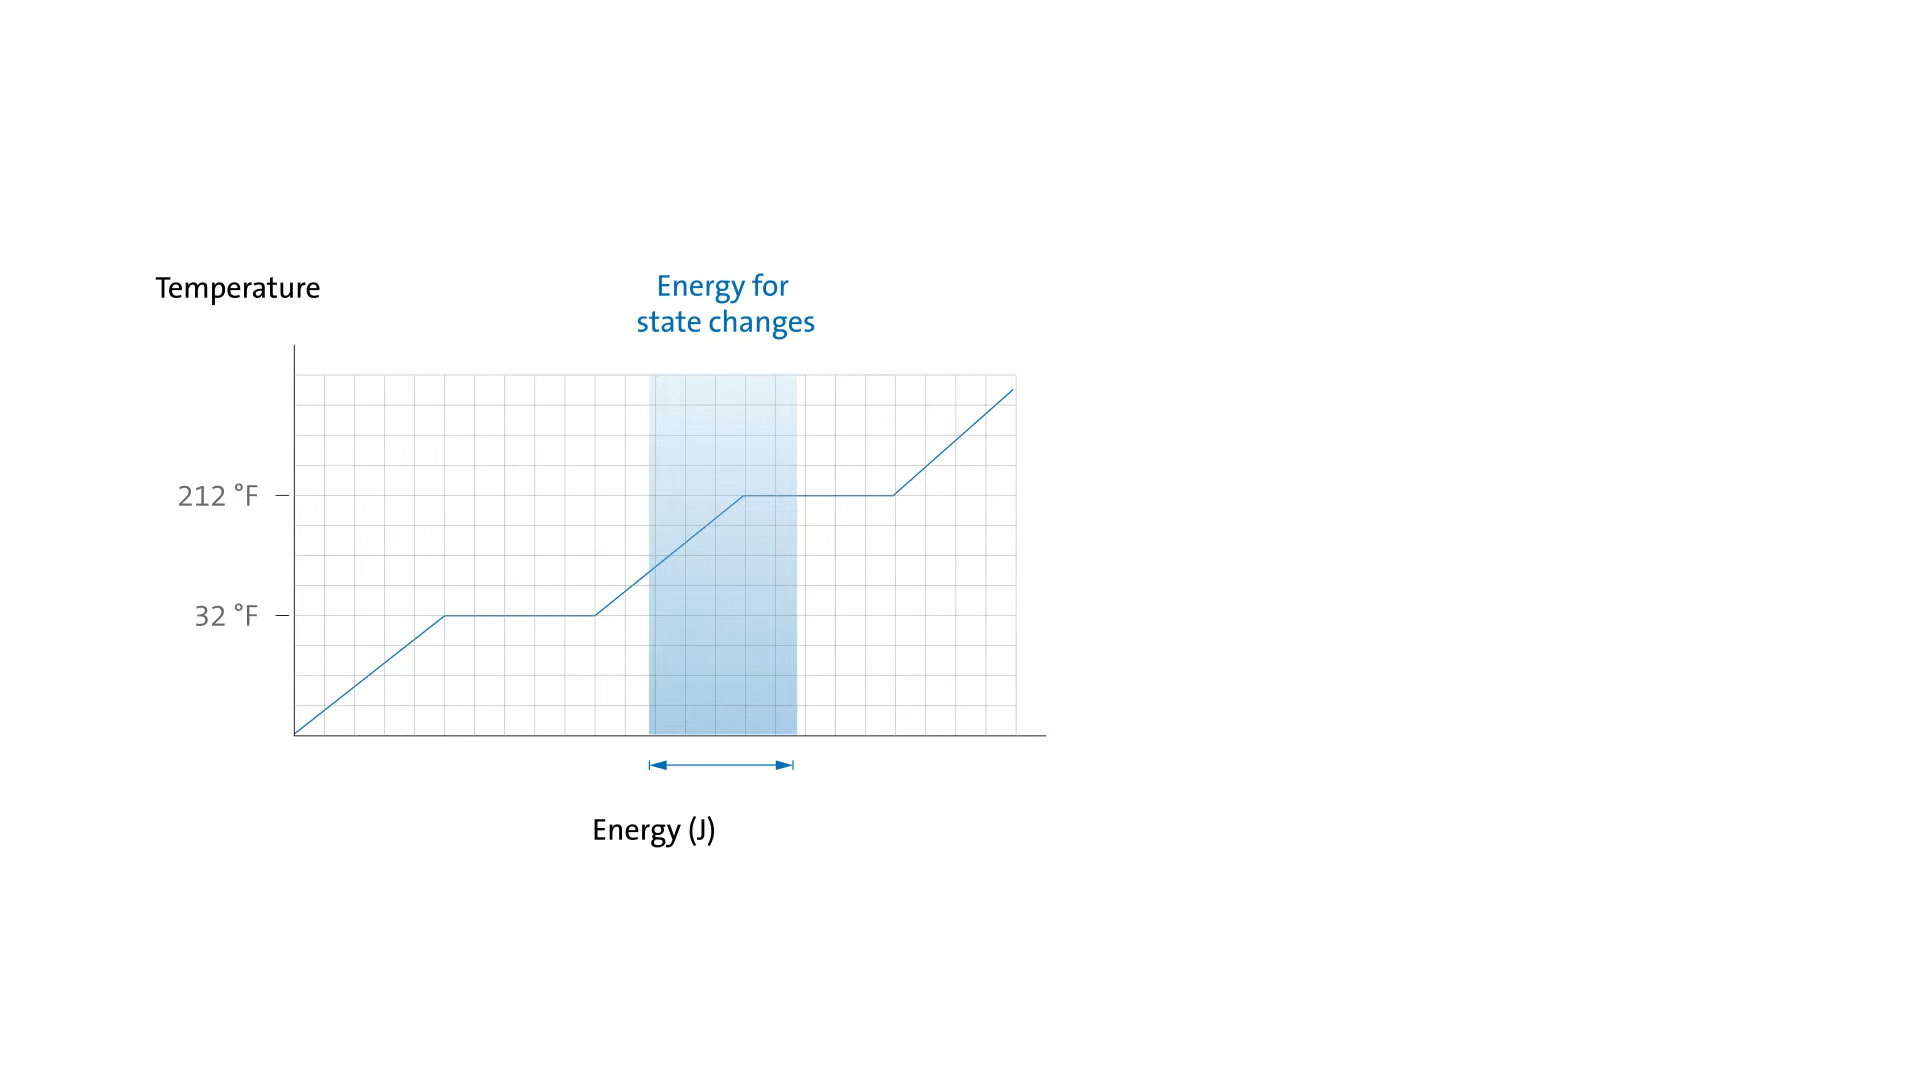 Temperature
Energy for
state changes
212 °F
32 °F
Energy (J)